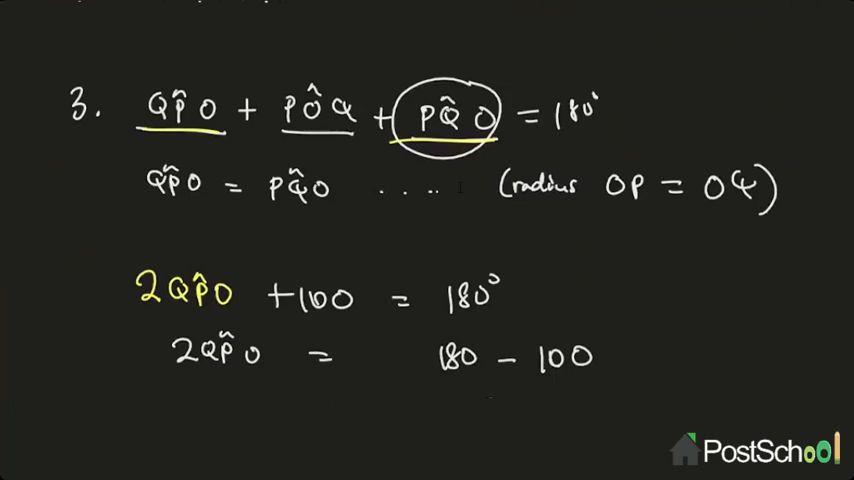 3. QP̂O + PÔQ + PQ̂O = 180°
QP̂O = PQ̂O .... (radius OP = OQ)
2QP̂O + 100 = 180°
2QP̂O = 180 - 100
PostSchool